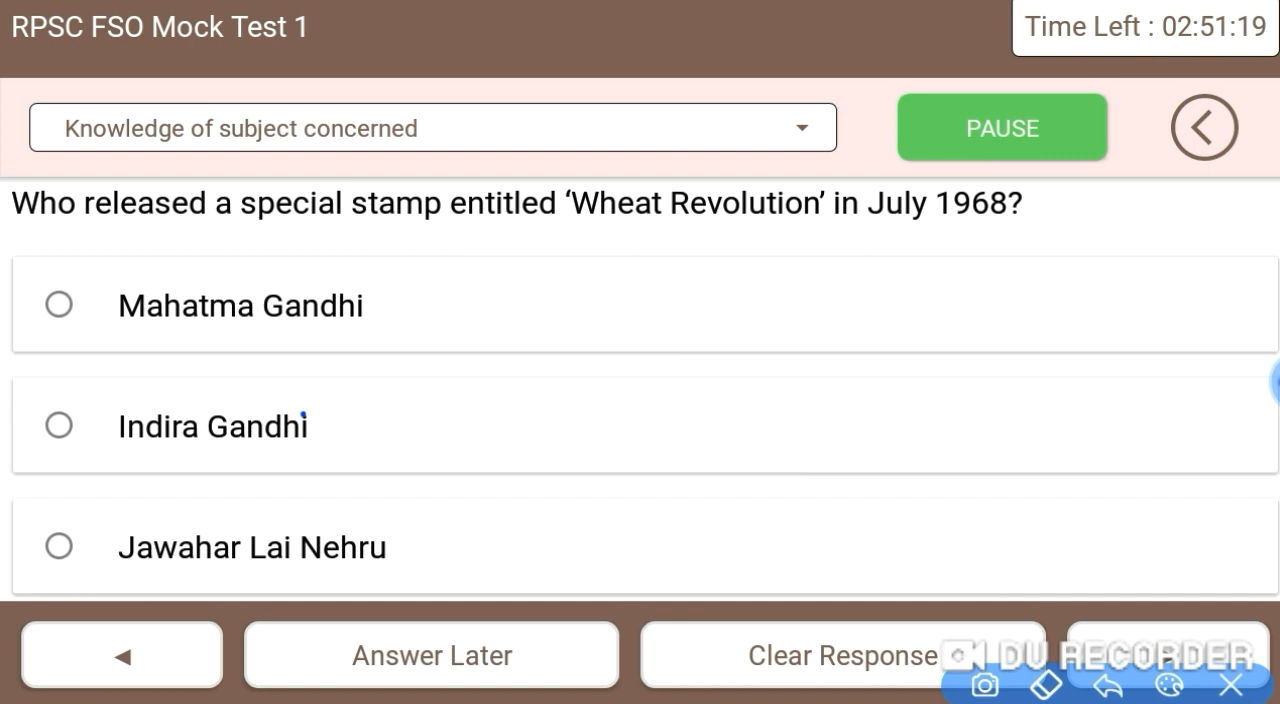 RPSC FSO Mock Test 1
Time Left : 02:51:19
Knowledge of subject concerned
PAUSE
Who released a special stamp entitled ‘Wheat Revolution’ in July 1968?
Mahatma Gandhi
Indira Gandhi
Jawahar Lai Nehru
Answer Later
Clear Response
DU RECORDER